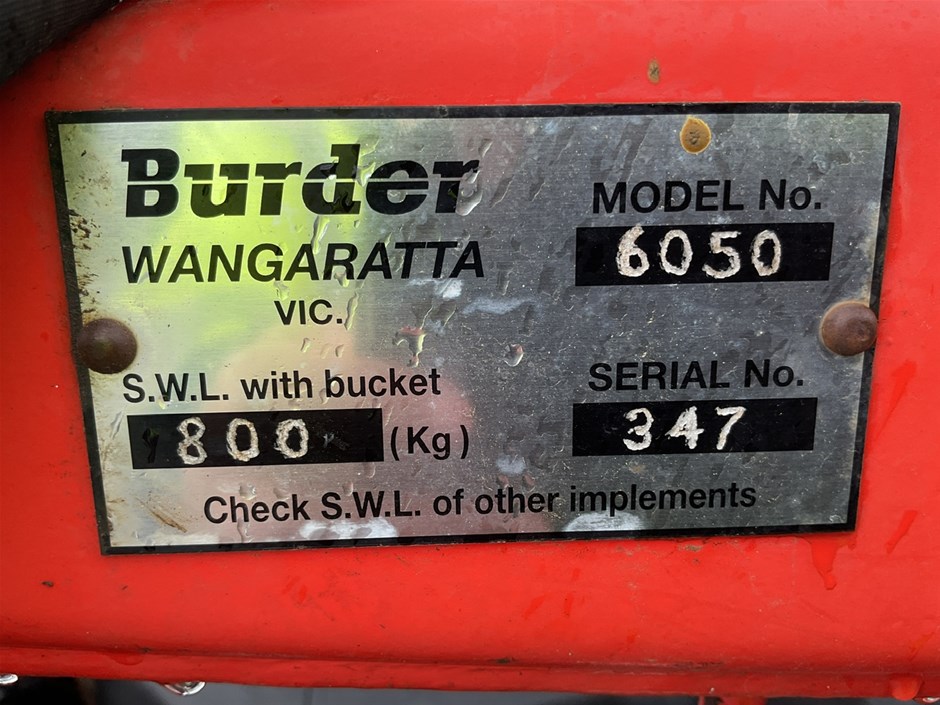 Burder
WANGARATTA
VIC.
MODEL No.
6050
S.W.L. with bucket
800 (Kg)
SERIAL No.
347
Check S.W.L. of other implements